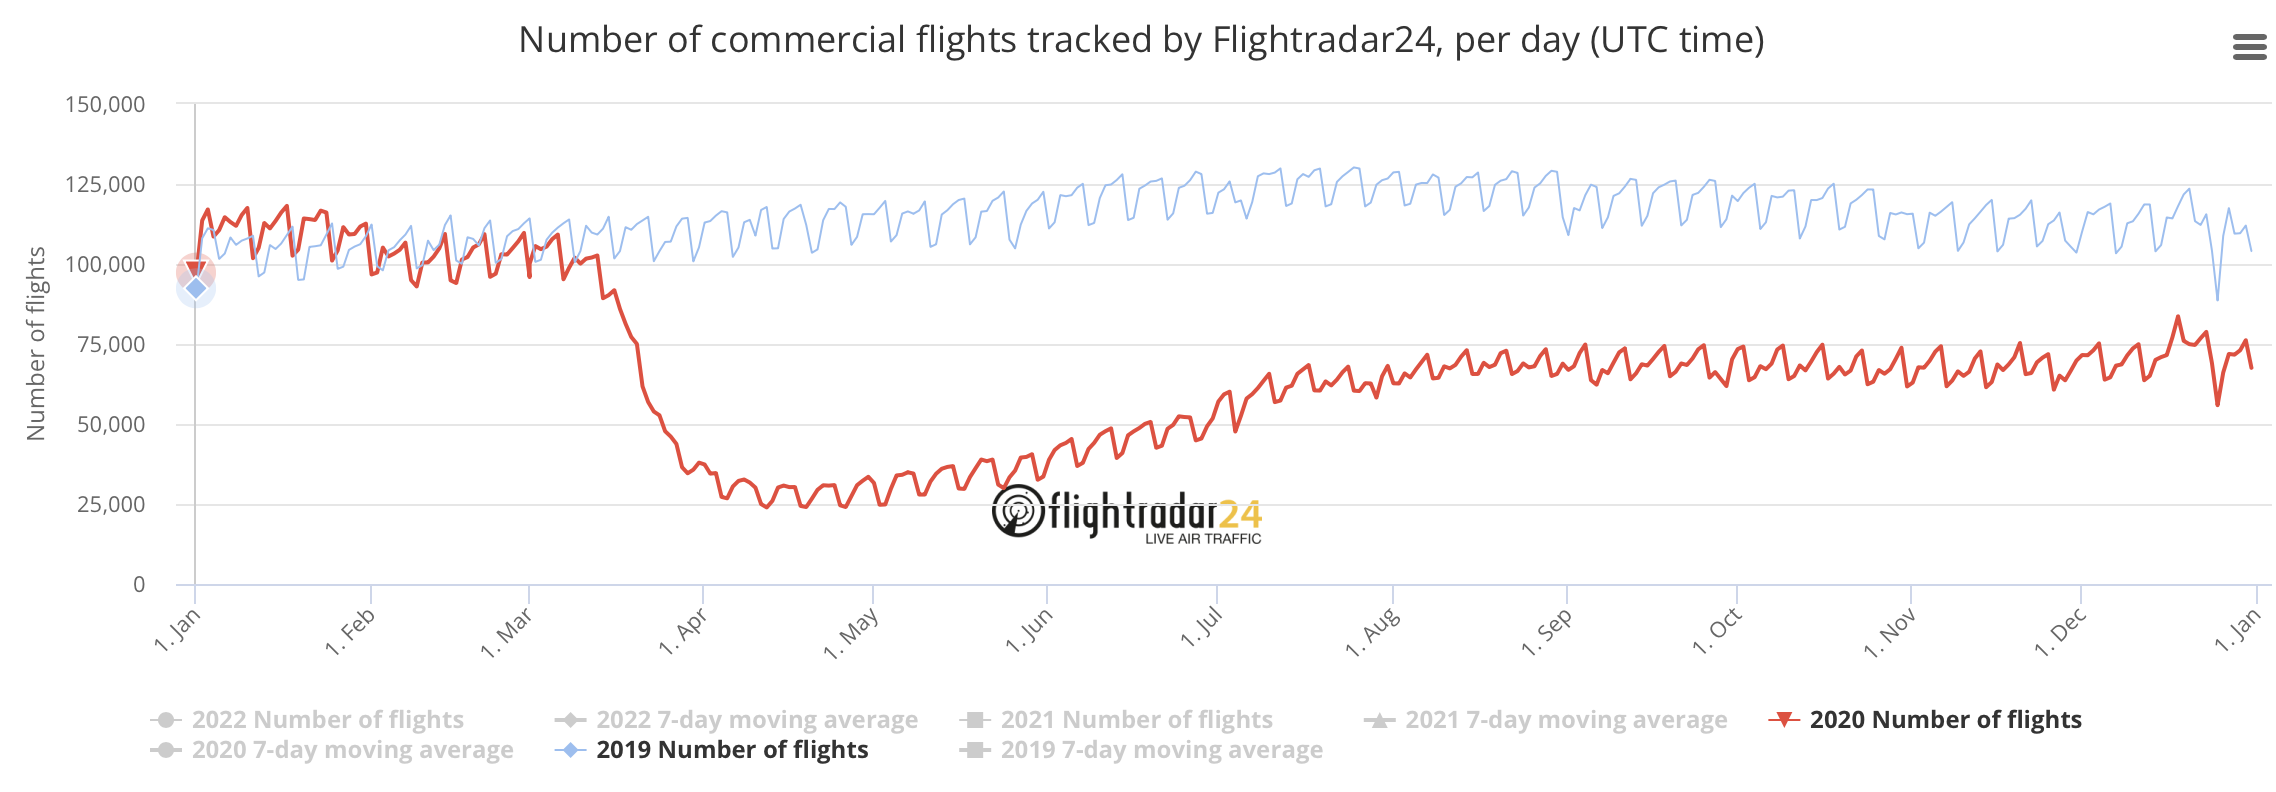 Number of commercial flights tracked by Flightradar24, per day (UTC time)
Number of flights
150,000
125,000
100,000
75,000
50,000
25,000
0
flightradar24
LIVE AIR TRAFFIC
1. Jan
1. Feb
1. Mar
1. Apr
1. May
1. Jun
1. Jul
1. Aug
1. Sep
1. Oct
1. Nov
1. Dec
1. Jan
2022 Number of flights
2022 7-day moving average
2021 Number of flights
2021 7-day moving average
2020 Number of flights
2020 7-day moving average
2019 Number of flights
2019 7-day moving average